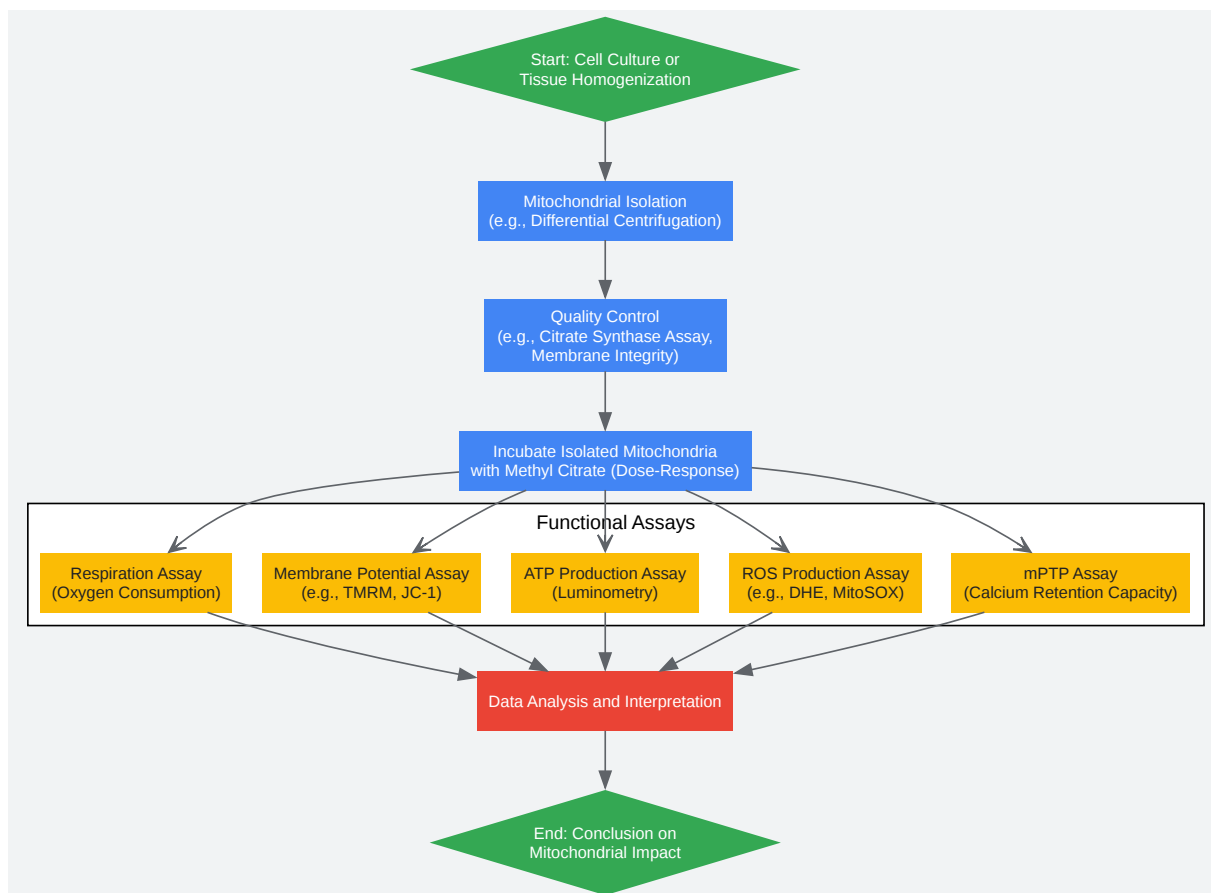 Start: Cell Culture or
Tissue Homogenization
Mitochondrial Isolation
(e.g., Differential Centrifugation)
Quality Control
(e.g., Citrate Synthase Assay,
Membrane Integrity)
Incubate Isolated Mitochondria
with Methyl Citrate (Dose-Response)
Functional Assays
Respiration Assay
(Oxygen Consumption)
Membrane Potential Assay
(e.g., TMRM, JC-1)
ATP Production Assay
(Luminometry)
ROS Production Assay
(e.g., DHE, MitoSOX)
mPTP Assay
(Calcium Retention Capacity)
Data Analysis and Interpretation
End: Conclusion on
Mitochondrial Impact